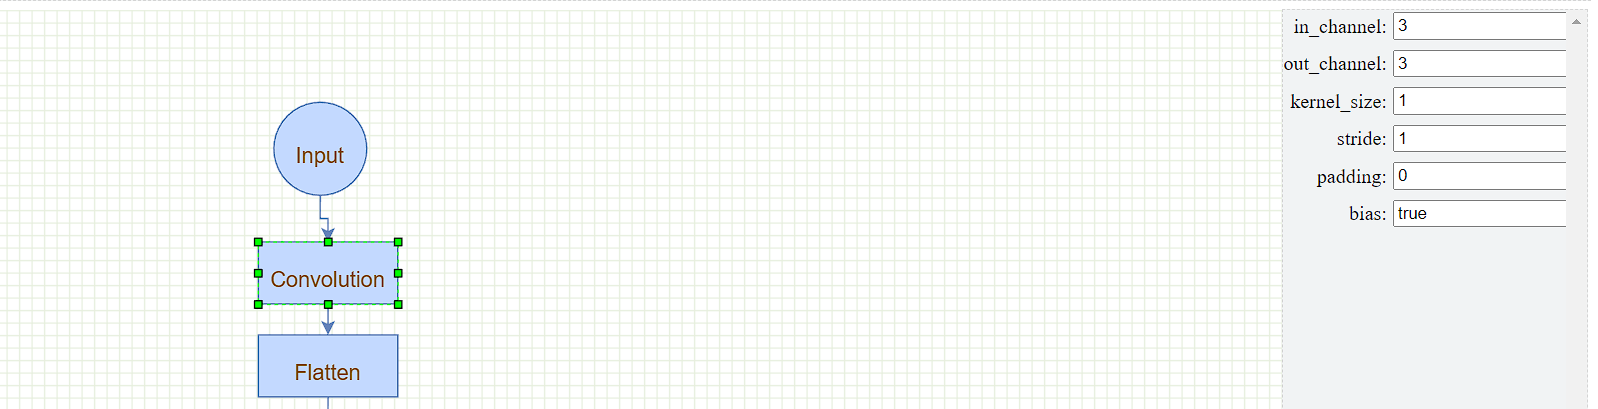 Input
Convolution
Flatten
in_channel: 3
out_channel: 3
kernel_size: 1
stride: 1
padding: 0
bias: true